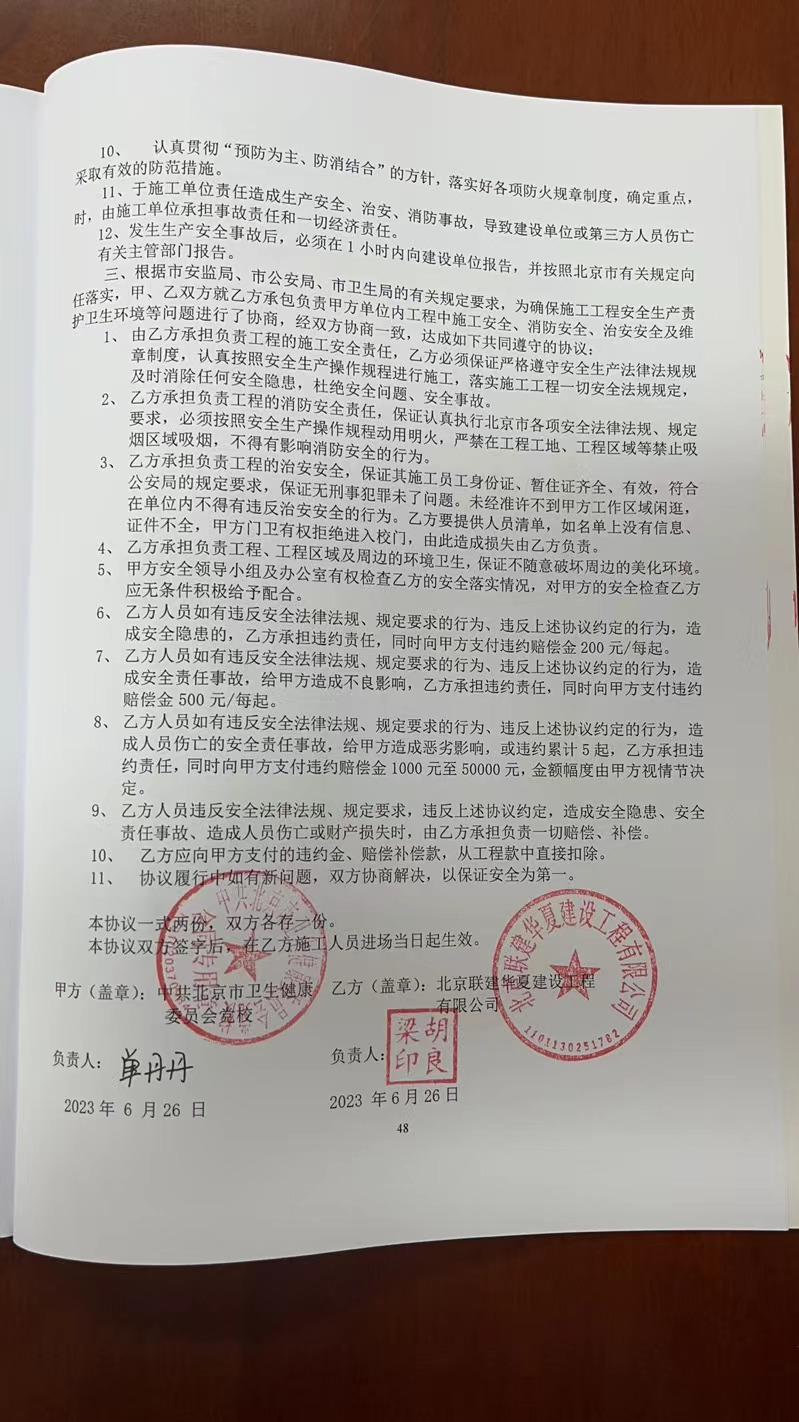 10、 认真贯彻“预防为主、防消结合”的方针，落实好各项防火规章制度，确定重点，
采取有效的防范措施。
11、于施工单位责任造成生产安全、治安、消防事故，导致建设单位或第三方人员伤亡
时，由施工单位承担事故责任和一切经济责任。
12、发生生产安全事故后，必须在 1 小时内向建设单位报告，并按照北京市有关规定向
有关主管部门报告。
三、根据市安监局、市公安局、市卫生局的有关规定要求，为确保施工工程安全生产责
任落实，甲、乙双方就乙方承包负责甲方单位内工程中施工安全、消防安全、治安安全及维
护卫生环境等问题进行了协商，经双方协商一致，达成如下共同遵守的协议：
1、 由乙方承担负责工程的施工安全责任，乙方必须保证严格遵守安全生产法律法规规
章制度，认真按照安全生产操作规程进行施工，落实施工工程一切安全法规规定，
及时消除任何安全隐患，杜绝安全问题、安全事故。
2、 乙方承担负责工程的消防安全责任，保证认真执行北京市各项安全法律法规、规定
要求，必须按照安全生产操作规程动用明火，严禁在工程工地、工程区域等禁止吸
烟区域吸烟，不得有影响消防安全的行为。
3、 乙方承担负责工程的治安安全，保证其施工员工身份证、暂住证齐全、有效，符合
公安局的规定要求，保证无刑事犯罪未了问题。未经准许不到甲方工作区域闲逛，
在单位内不得有违反治安安全的行为。乙方要提供人员清单，如名单上没有信息、
证件不全，甲方门卫有权拒绝进入校门，由此造成损失由乙方负责。
4、 乙方承担负责工程、工程区域及周边的环境卫生，保证不随意破坏周边的美化环境。
5、 甲方安全领导小组及办公室有权检查乙方的安全落实情况，对甲方的安全检查乙方
应无条件积极给予配合。
6、 乙方人员如有违反安全法律法规、规定要求的行为、违反上述协议约定的行为，造
成安全隐患的，乙方承担违约责任，同时向甲方支付违约赔偿金 200 元/每起。
7、 乙方人员如有违反安全法律法规、规定要求的行为、违反上述协议约定的行为，造
成安全责任事故，给甲方造成不良影响，乙方承担违约责任，同时向甲方支付违约
赔偿金 500 元/每起。
8、 乙方人员如有违反安全法律法规、规定要求的行为、违反上述协议约定的行为，造
成人员伤亡的安全责任事故，给甲方造成恶劣影响，或违约累计 5 起，乙方承担违
约责任，同时向甲方支付违约赔偿金 1000 元至 50000 元，金额幅度由甲方视情节决
定。
9、 乙方人员违反安全法律法规、规定要求，违反上述协议约定，造成安全隐患、安全
责任事故、造成人员伤亡或财产损失时，由乙方承担负责一切赔偿、补偿。
10、 乙方应向甲方支付的违约金、赔偿补偿款，从工程款中直接扣除。
11、 协议履行中如有新问题，双方协商解决，以保证安全为第一。
本协议一式两份，双方各存一份。
本协议双方签字后，在乙方施工人员进场当日起生效。
甲方（盖章）：中共北京市卫生健康
委员会党校
乙方（盖章）：北京联建华夏建设工程
有限公司
北京联建华夏建设工程有限公司
1101130251782
负责人：单丹丹
负责人：
胡良梁印
2023 年 6 月 26 日
2023 年 6 月 26 日
48